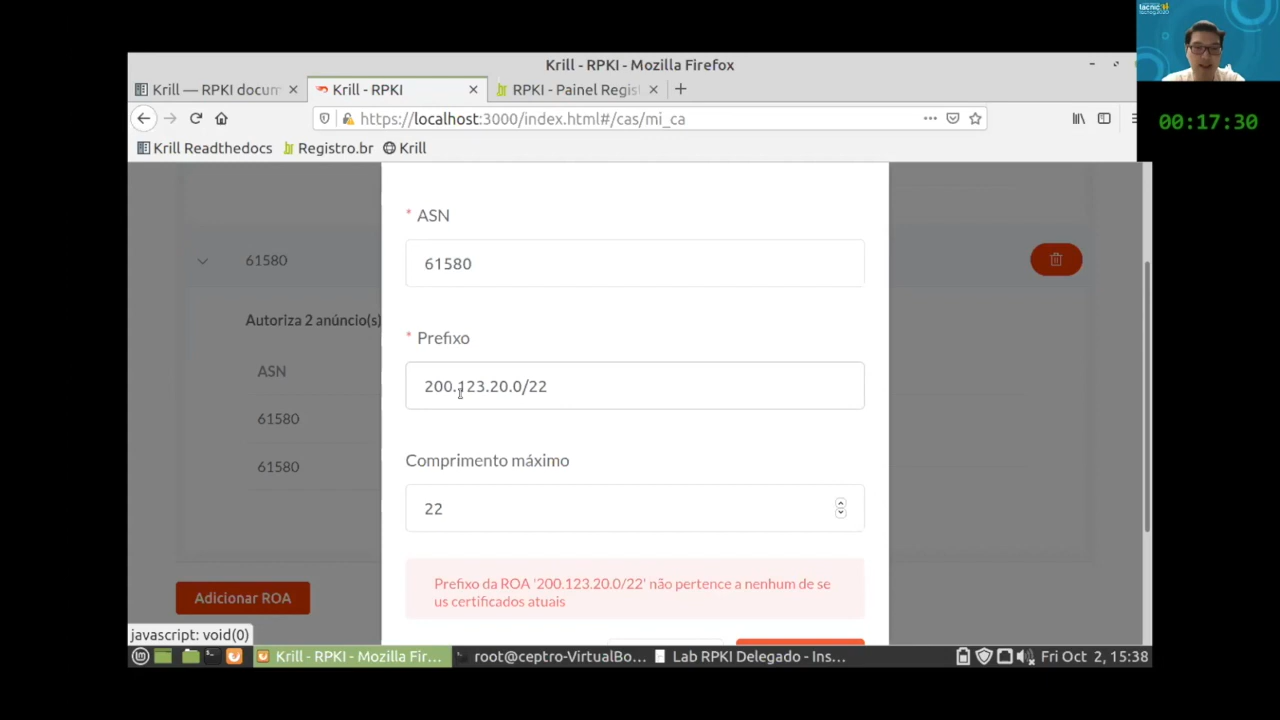 lacnic
Krill - RPKI - Mozilla Firefox
Krill — RPKI docum
Krill - RPKI
RPKI - Painel Regist
00:17:30
https://localhost:3000/index.html#/cas/mi_ca
Krill Readthedocs
Registro.br
Krill
* ASN
61580
61580
Autoriza 2 anúncio(s)
* Prefixo
ASN
200.123.20.0/22
61580
Comprimento máximo
61580
22
Prefixo da ROA '200.123.20.0/22' não pertence a nenhum de se
us certificados atuais
Adicionar ROA
javascript: void(0)
Krill - RPKI - Mozilla Fir...
root@ceptro-VirtualBo...
Lab RPKI Delegado - Ins...
Fri Oct 2, 15:38